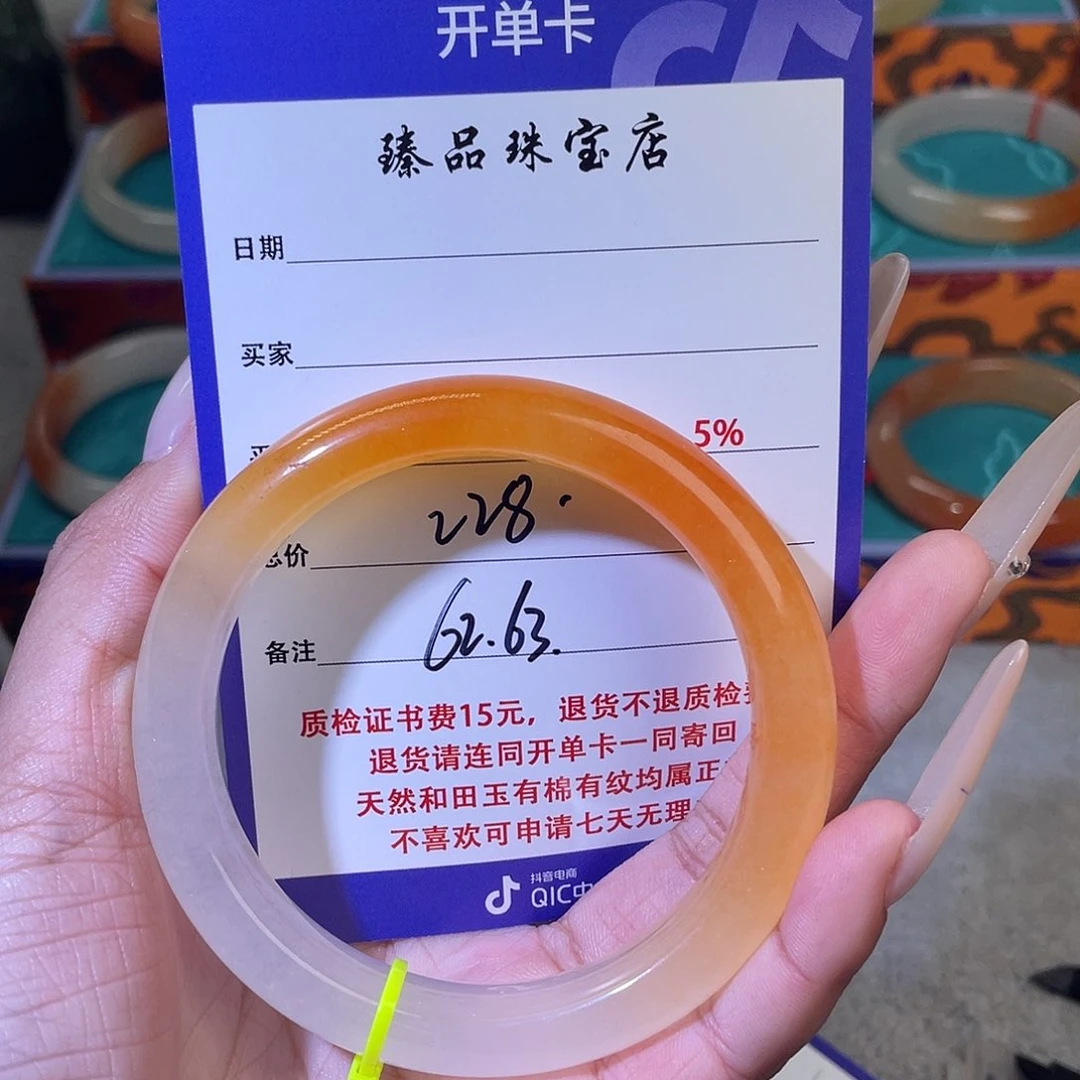 开单卡
臻品珠宝店
日期
买家
5%
228.
总价
62.63.
备注
质检证书费15元，退货不退质检费
退货请连同开单卡一同寄回
天然和田玉有棉有纹均属正
不喜欢可申请七天无理
抖音电商
QIC中